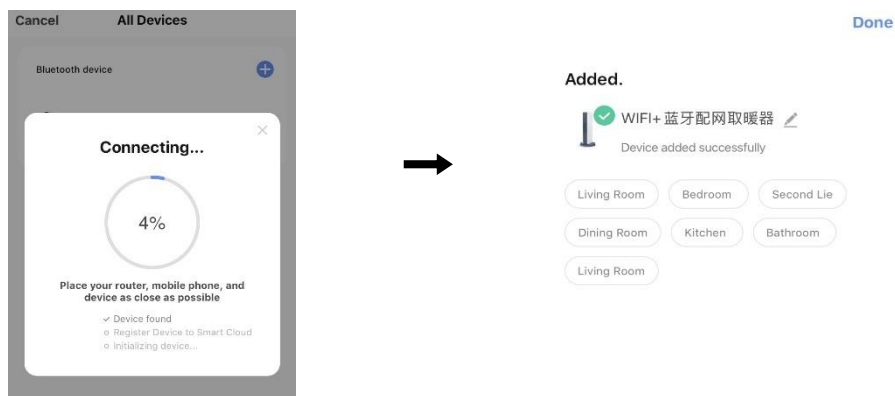 Cancel All Devices
Bluetooth device
Connecting...
4%
Place your router, mobile phone, and
device as close as possible
Device found
Register Device to Smart Cloud
Initializing device...
Done
Added.
WIFI+蓝牙配网取暖器
Device added successfully
Living Room Bedroom Second Lie
Dining Room Kitchen Bathroom
Living Room